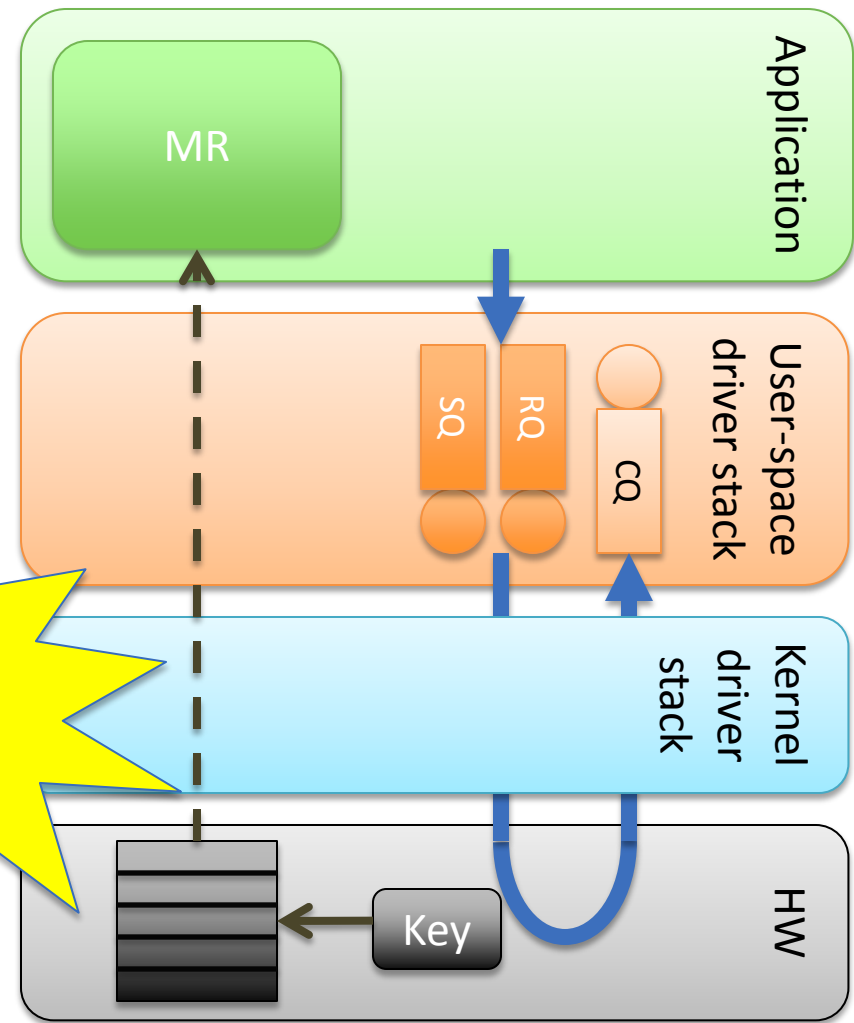 MR
Application
SQ
RQ
CQ
User-space
driver stack
Kernel
driver
stack
Key
HW